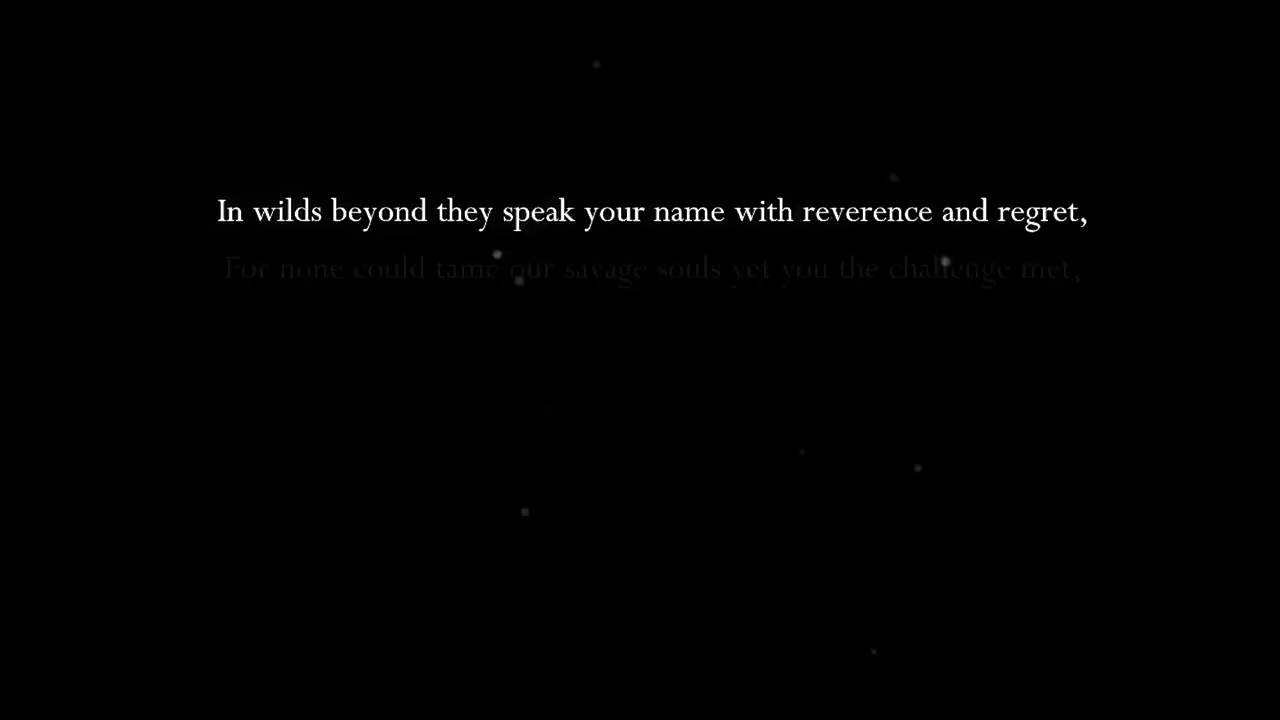 In wilds beyond they speak your name with reverence and regret,
For none could tame our savage souls yet you the challenge met,